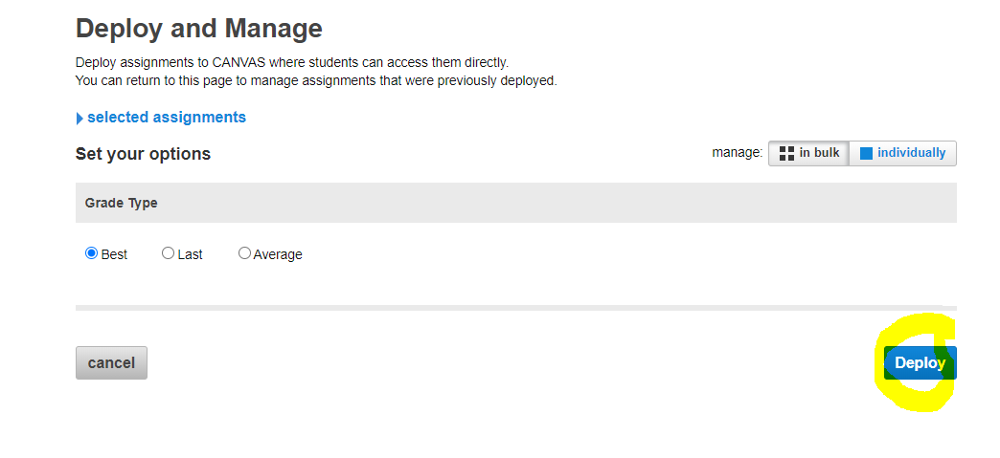 Deploy and Manage
Deploy assignments to CANVAS where students can access them directly.
You can return to this page to manage assignments that were previously deployed.
selected assignments
Set your options
manage: in bulk individually
Grade Type
Best Last Average
cancel Deploy